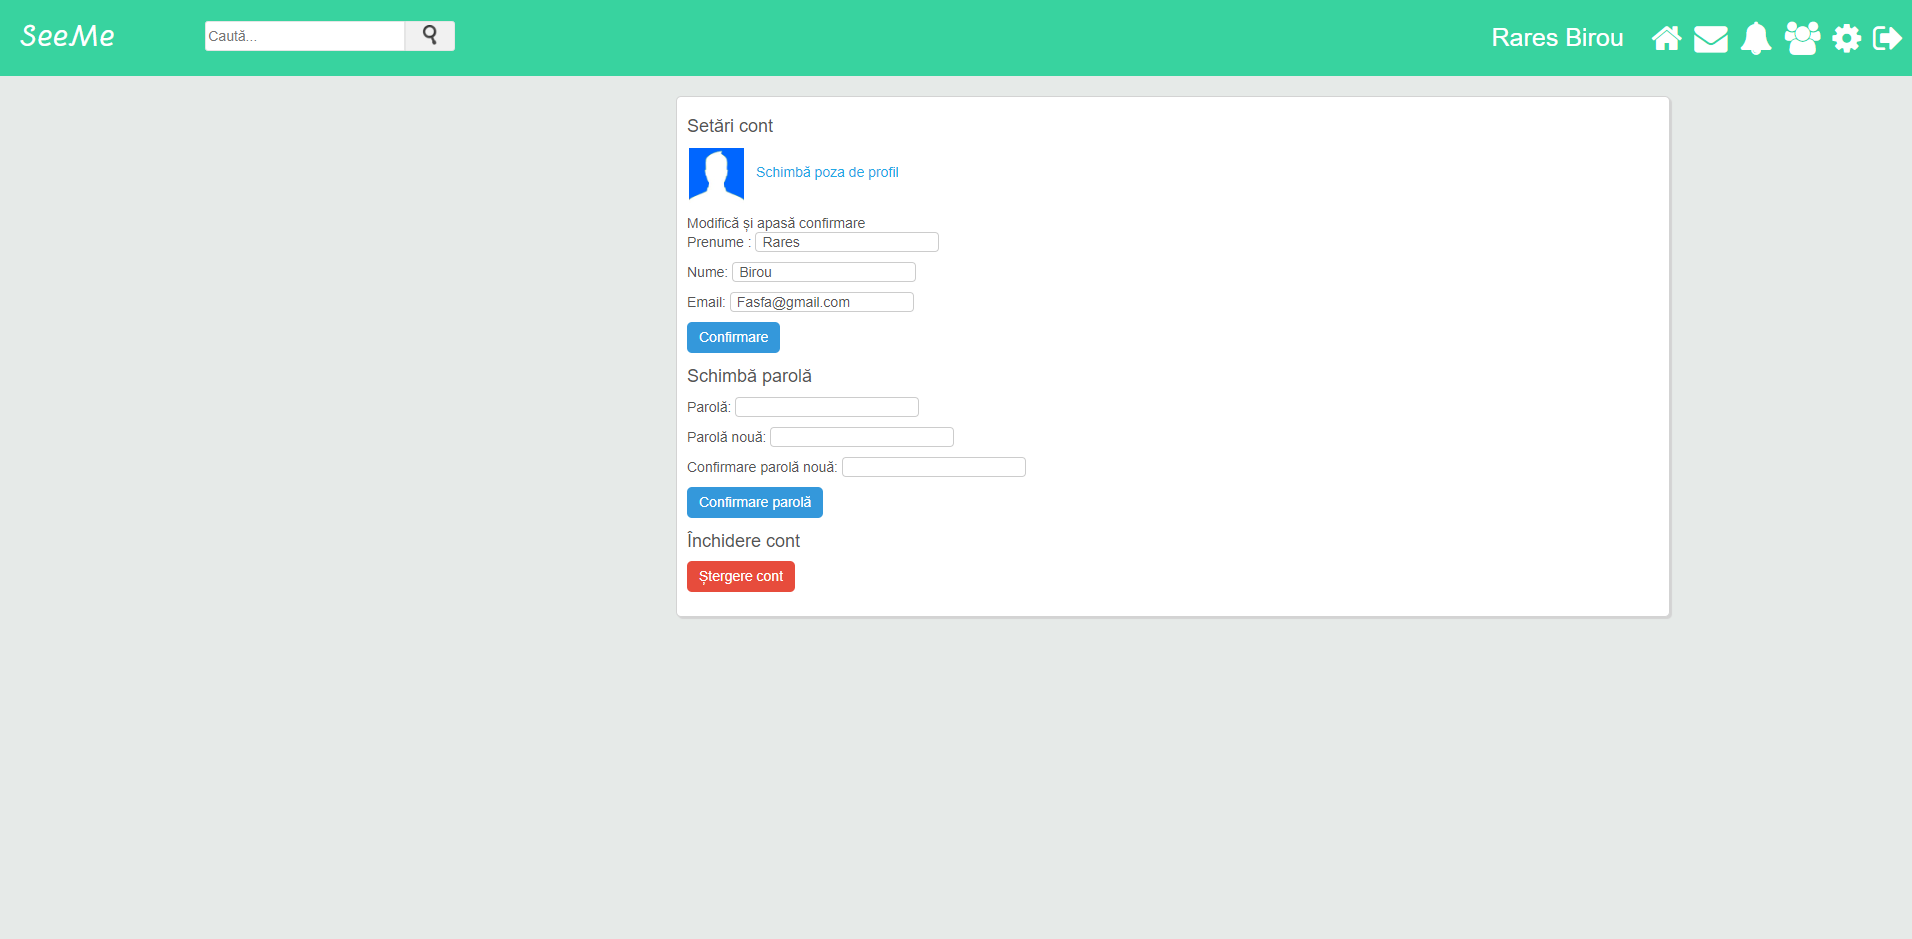 SeeMe
Caută...
Rares Birou
Setări cont
Schimbă poza de profil
Modifică și apasă confirmare
Prenume : Rares
Nume: Birou
Email: Fasfa@gmail.com
Confirmare
Schimbă parolă
Parolă:
Parolă nouă:
Confirmare parolă nouă:
Confirmare parolă
Închidere cont
Ștergere cont